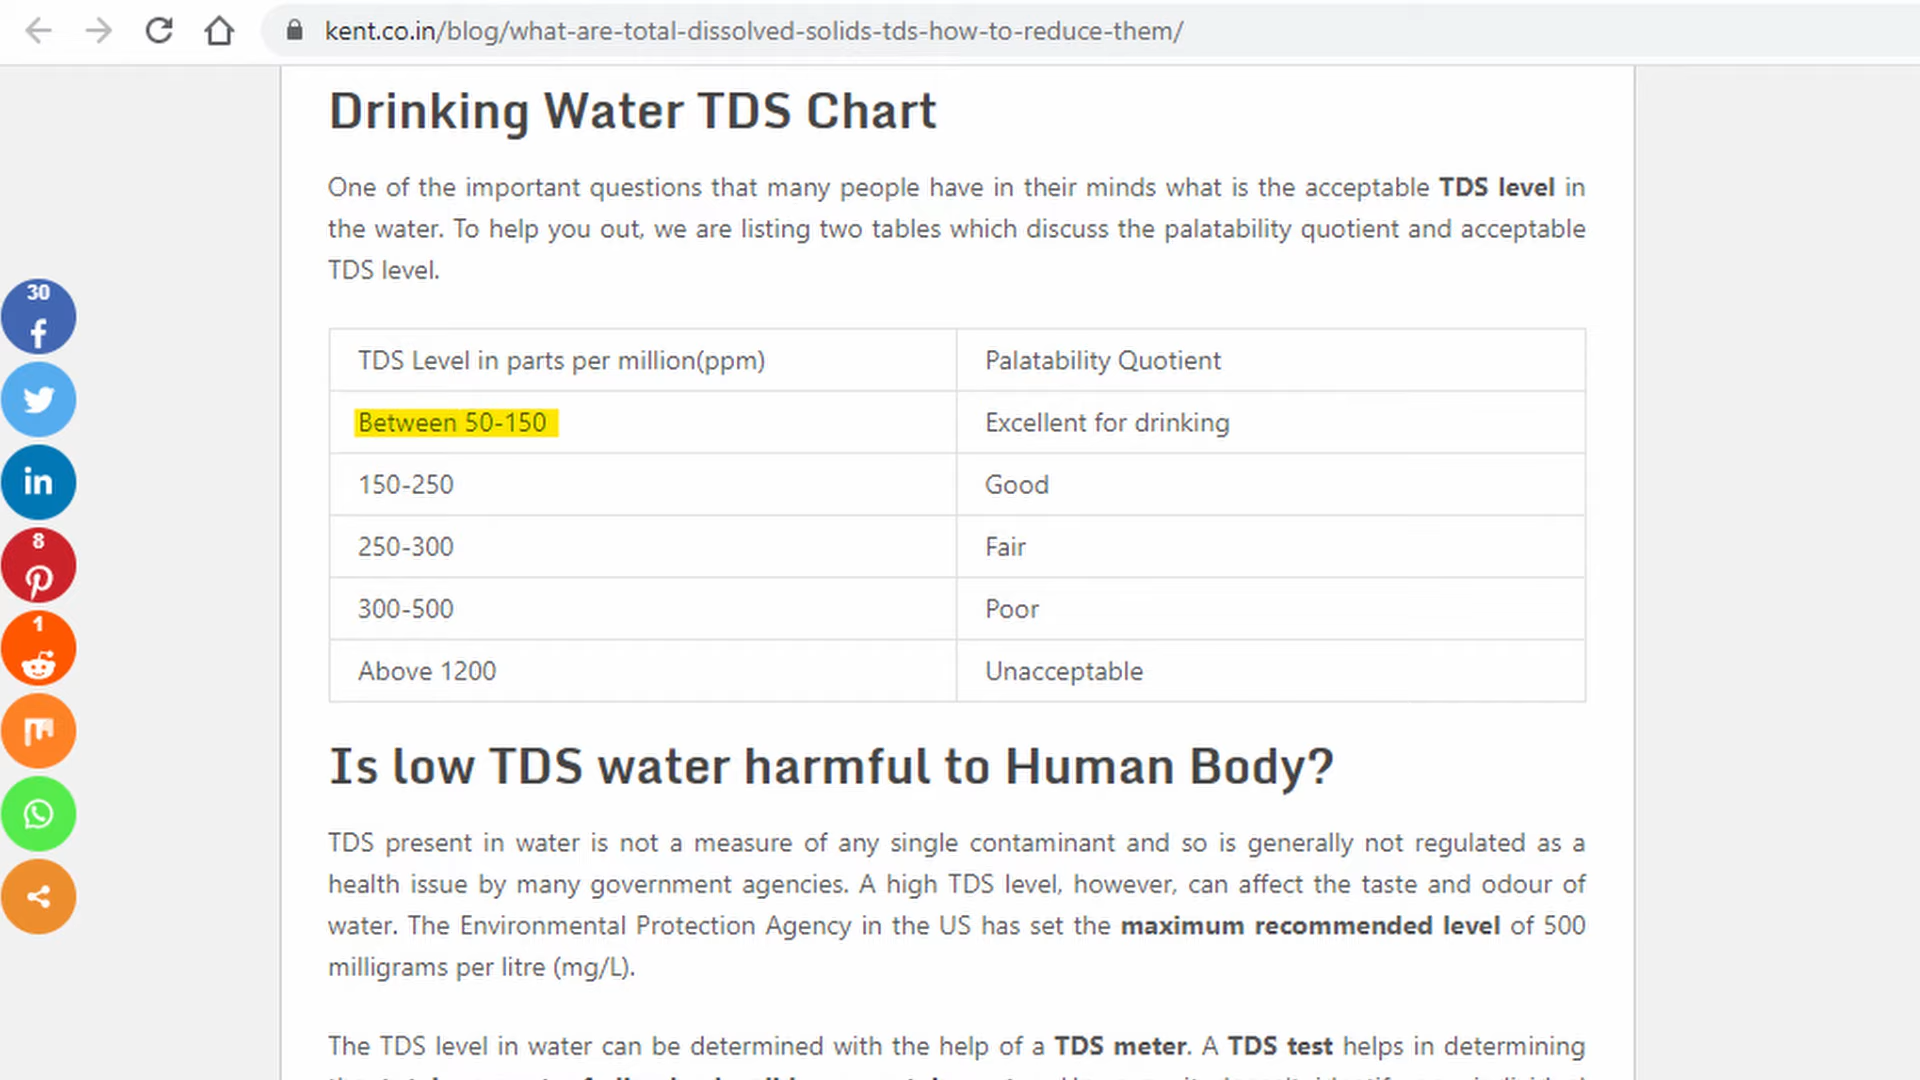 kent.co.in/blog/what-are-total-dissolved-solids-tds-how-to-reduce-them/
Drinking Water TDS Chart
One of the important questions that many people have in their minds what is the acceptable TDS level in
the water. To help you out, we are listing two tables which discuss the palatability quotient and acceptable
TDS level.
30
f
in
8
1
TDS Level in parts per million(ppm) Palatability Quotient
Between 50-150 Excellent for drinking
150-250 Good
250-300 Fair
300-500 Poor
Above 1200 Unacceptable
Is low TDS water harmful to Human Body?
TDS present in water is not a measure of any single contaminant and so is generally not regulated as a
health issue by many government agencies. A high TDS level, however, can affect the taste and odour of
water. The Environmental Protection Agency in the US has set the maximum recommended level of 500
milligrams per litre (mg/L).
The TDS level in water can be determined with the help of a TDS meter. A TDS test helps in determining